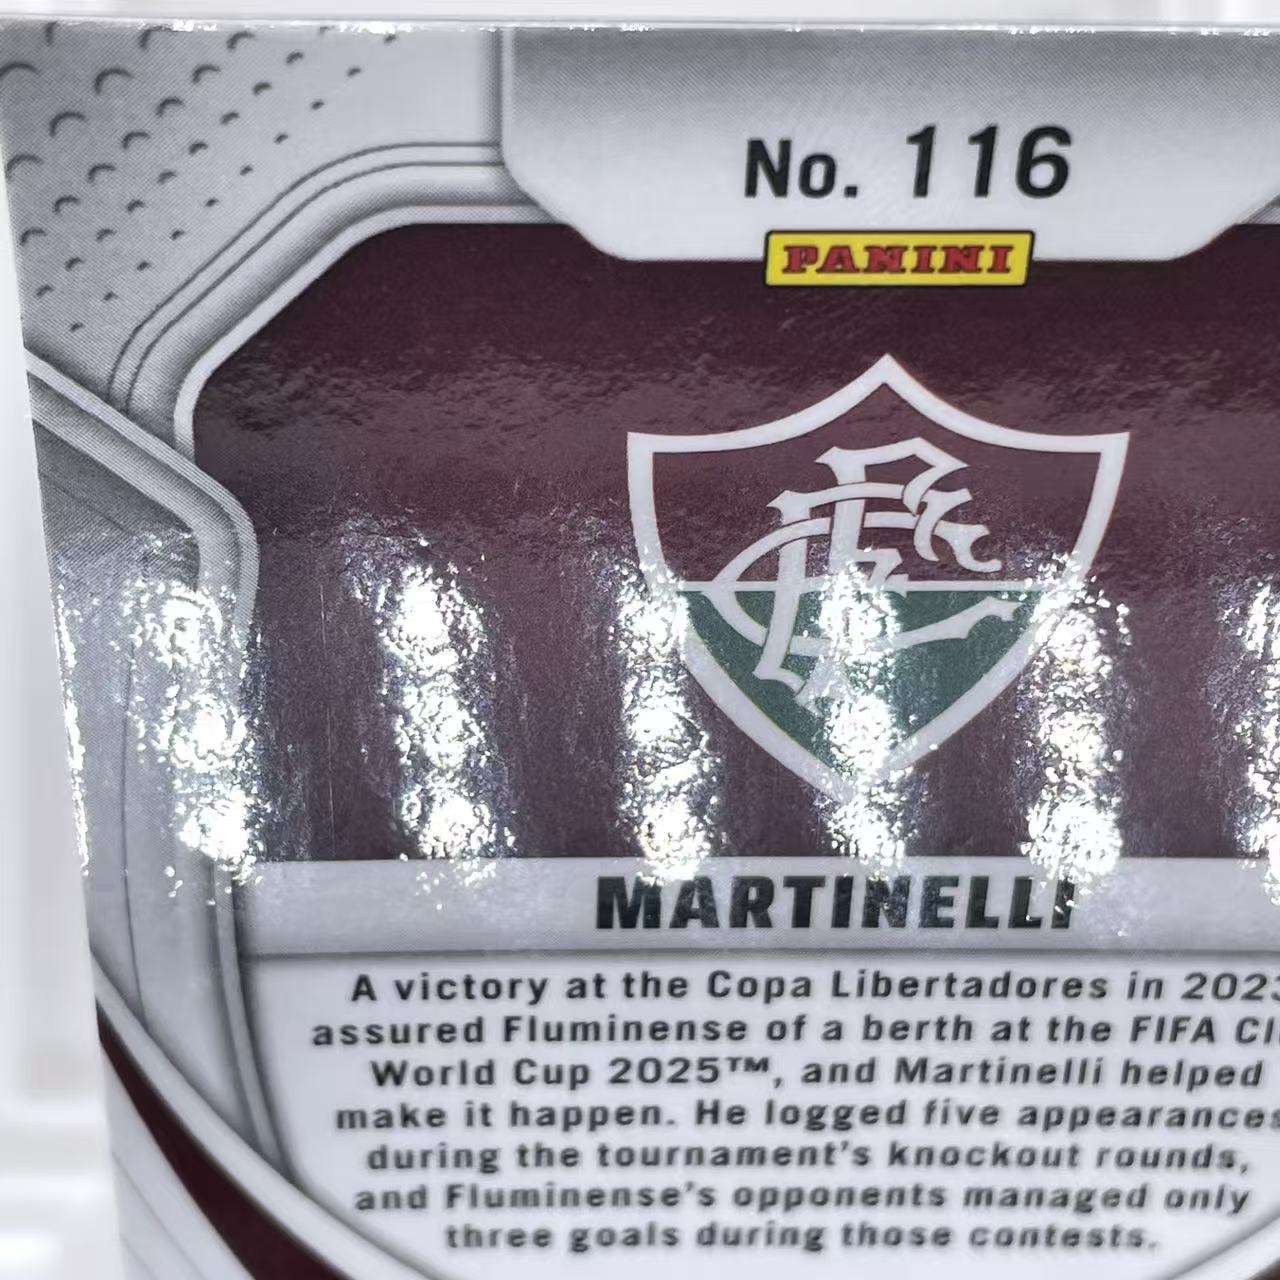 No. 116
PANINI
MARTINELLI
A victory at the Copa Libertadores in 2023
assured Fluminense of a berth at the FIFA
World Cup 2025™, and Martinelli helped
make it happen. He logged five appearances
during the tournament's knockout rounds,
and Fluminense's opponents managed only
three goals during those contests.